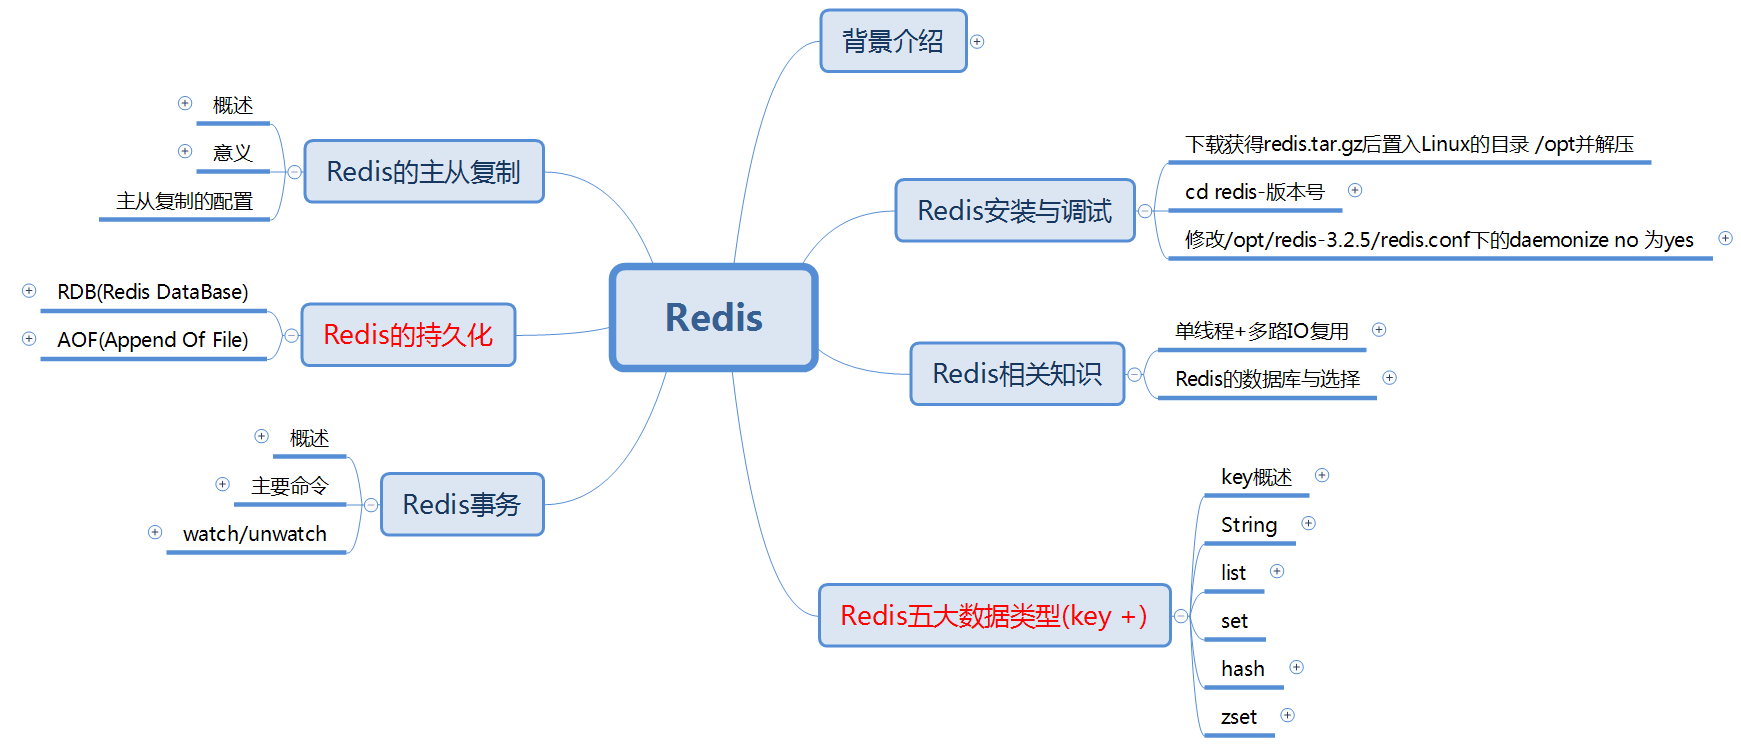 Redis
背景介绍
Redis安装与调试
下载获得redis.tar.gz后置入Linux的目录 /opt并解压
cd redis-版本号
修改/opt/redis-3.2.5/redis.conf下的daemonize no 为yes
Redis相关知识
单线程+多路IO复用
Redis的数据库与选择
Redis五大数据类型(key +)
key概述
String
list
set
hash
zset
Redis的主从复制
概述
意义
主从复制的配置
Redis的持久化
RDB(Redis DataBase)
AOF(Append Of File)
Redis事务
概述
主要命令
watch/unwatch